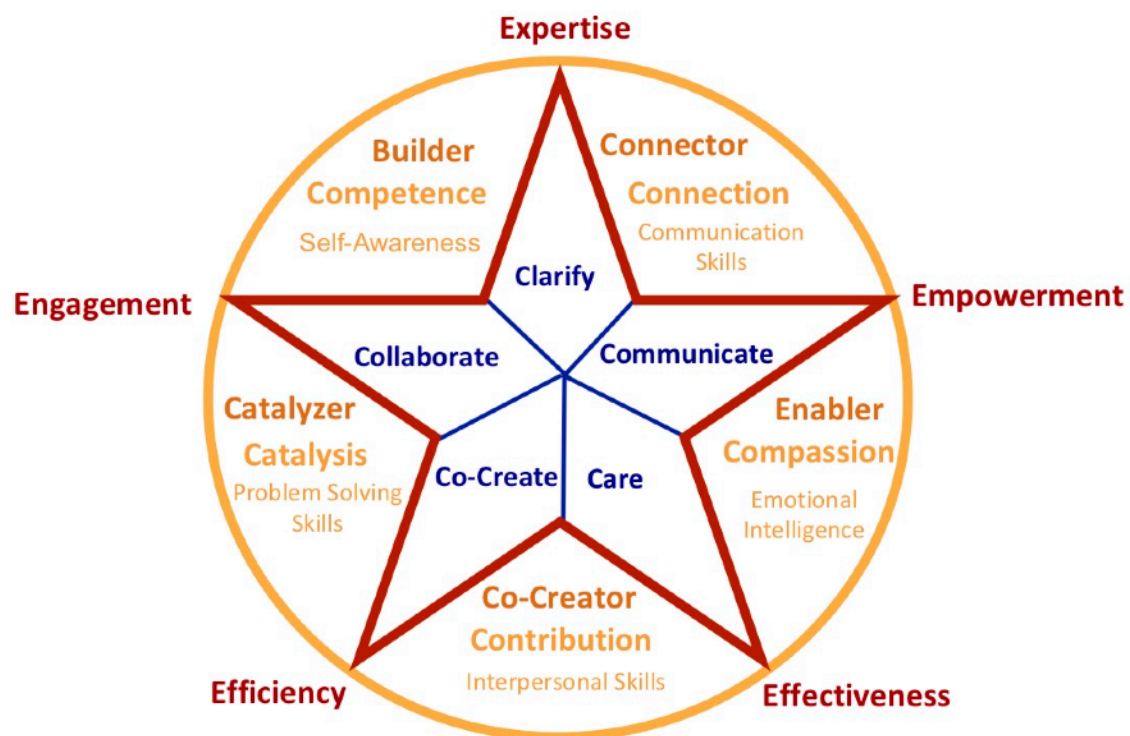 Expertise
Builder
Competence
Self-Awareness
Connector
Connection
Communication
Skills
Clarify
Engagement
Empowerment
Collaborate
Communicate
Catalyzer
Catalysis
Problem Solving
Skills
Enabler
Compassion
Emotional
Intelligence
Co-Create
Care
Co-Creator
Contribution
Interpersonal Skills
Efficiency
Effectiveness